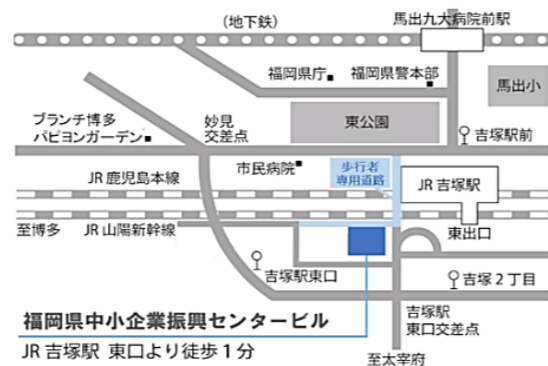 (地下鉄)
馬出九大病院前駅
福岡県庁
福岡県警本部
馬出小
ブランチ博多
パピヨンガーデン
妙見
交差点
東公園
吉塚駅前
市民病院
歩行者
専用道路
JR 鹿児島本線
JR 吉塚駅
至博多
JR 山陽新幹線
東出口
吉塚駅東口
吉塚2丁目
福岡県中小企業振興センタービル
JR 吉塚駅 東口より徒歩1分
吉塚駅
東口交差点
至太宰府